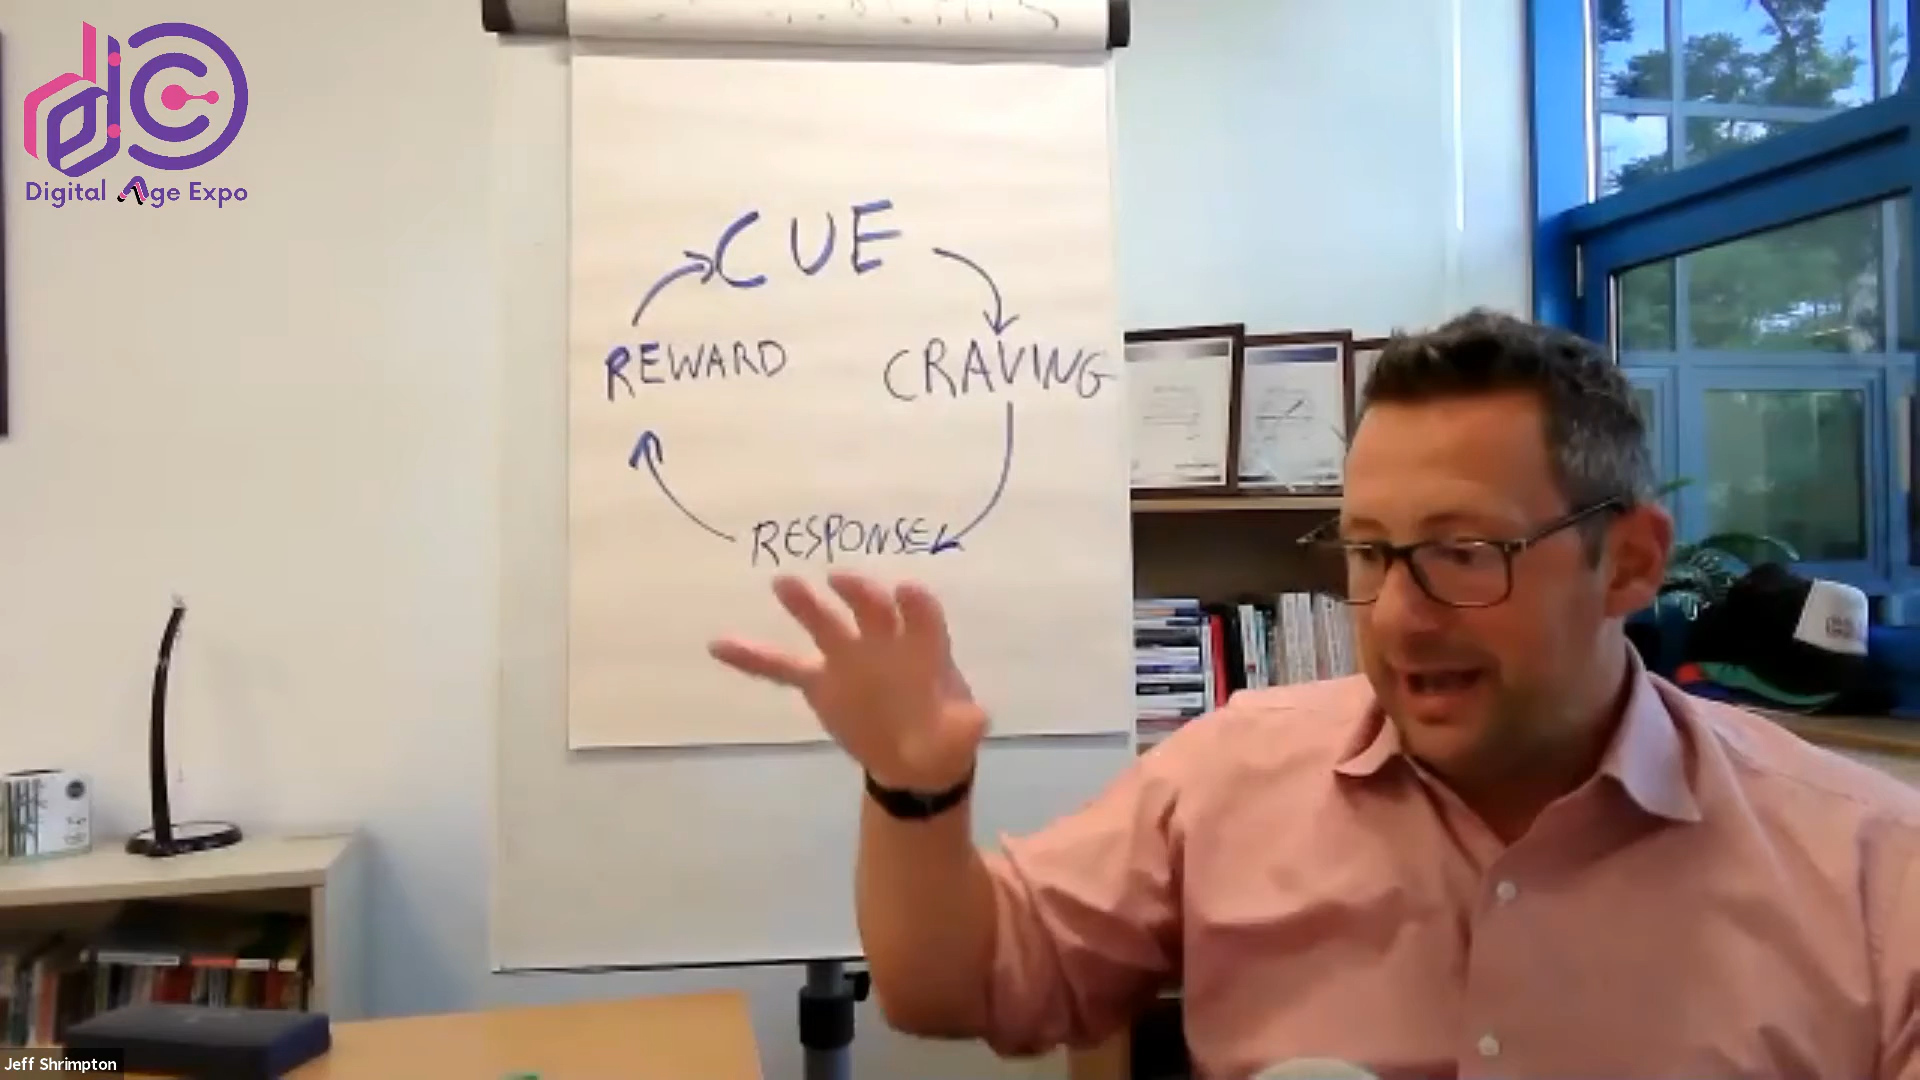 Digital Age Expo
CUE
REWARD
CRAVING
RESPONSE
Jeff Shrimpton